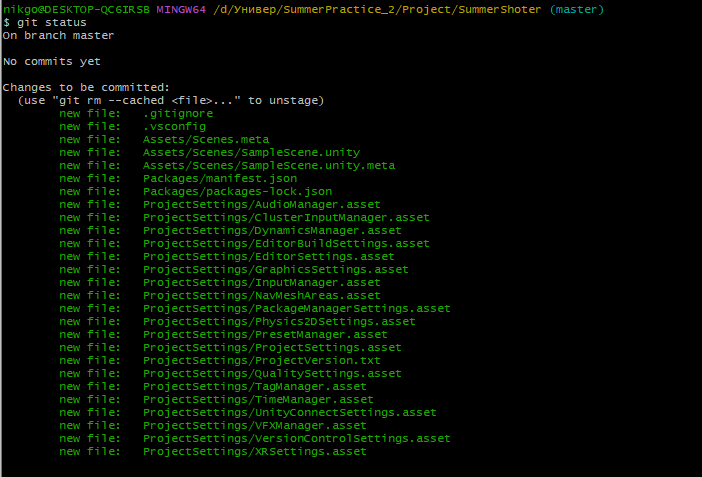 nikgo@DESKTOP-QC6IRSB MINGW64 /d/Универ/SummerPractice_2/Project/SummerShoter (master)
$ git status
On branch master
No commits yet
Changes to be committed:
  (use "git rm --cached <file>..." to unstage)
        new file:   .gitignore
        new file:   .vsconfig
        new file:   Assets/Scenes.meta
        new file:   Assets/Scenes/SampleScene.unity
        new file:   Assets/Scenes/SampleScene.unity.meta
        new file:   Packages/manifest.json
        new file:   Packages/packages-lock.json
        new file:   ProjectSettings/AudioManager.asset
        new file:   ProjectSettings/ClusterInputManager.asset
        new file:   ProjectSettings/DynamicsManager.asset
        new file:   ProjectSettings/EditorBuildSettings.asset
        new file:   ProjectSettings/EditorSettings.asset
        new file:   ProjectSettings/GraphicsSettings.asset
        new file:   ProjectSettings/InputManager.asset
        new file:   ProjectSettings/NavMeshAreas.asset
        new file:   ProjectSettings/PackageManagerSettings.asset
        new file:   ProjectSettings/Physics2DSettings.asset
        new file:   ProjectSettings/PresetManager.asset
        new file:   ProjectSettings/ProjectSettings.asset
        new file:   ProjectSettings/ProjectVersion.txt
        new file:   ProjectSettings/QualitySettings.asset
        new file:   ProjectSettings/TagManager.asset
        new file:   ProjectSettings/TimeManager.asset
        new file:   ProjectSettings/UnityConnectSettings.asset
        new file:   ProjectSettings/VFXManager.asset
        new file:   ProjectSettings/VersionControlSettings.asset
        new file:   ProjectSettings/XRSettings.asset